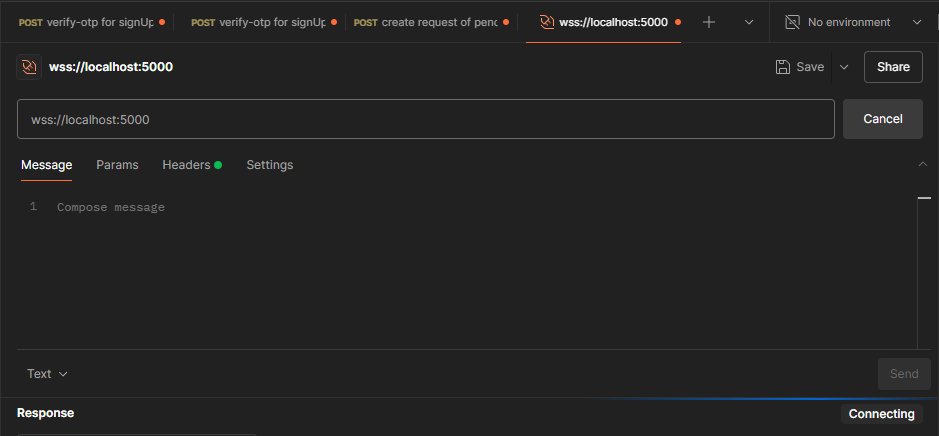 POST verify-otp for signUp POST verify-otp for signUp POST create request of penc wss://localhost:5000 No environment
wss://localhost:5000 Save Share
wss://localhost:5000 Cancel
Message Params Headers Settings
1 Compose message
Text Send
Response Connecting